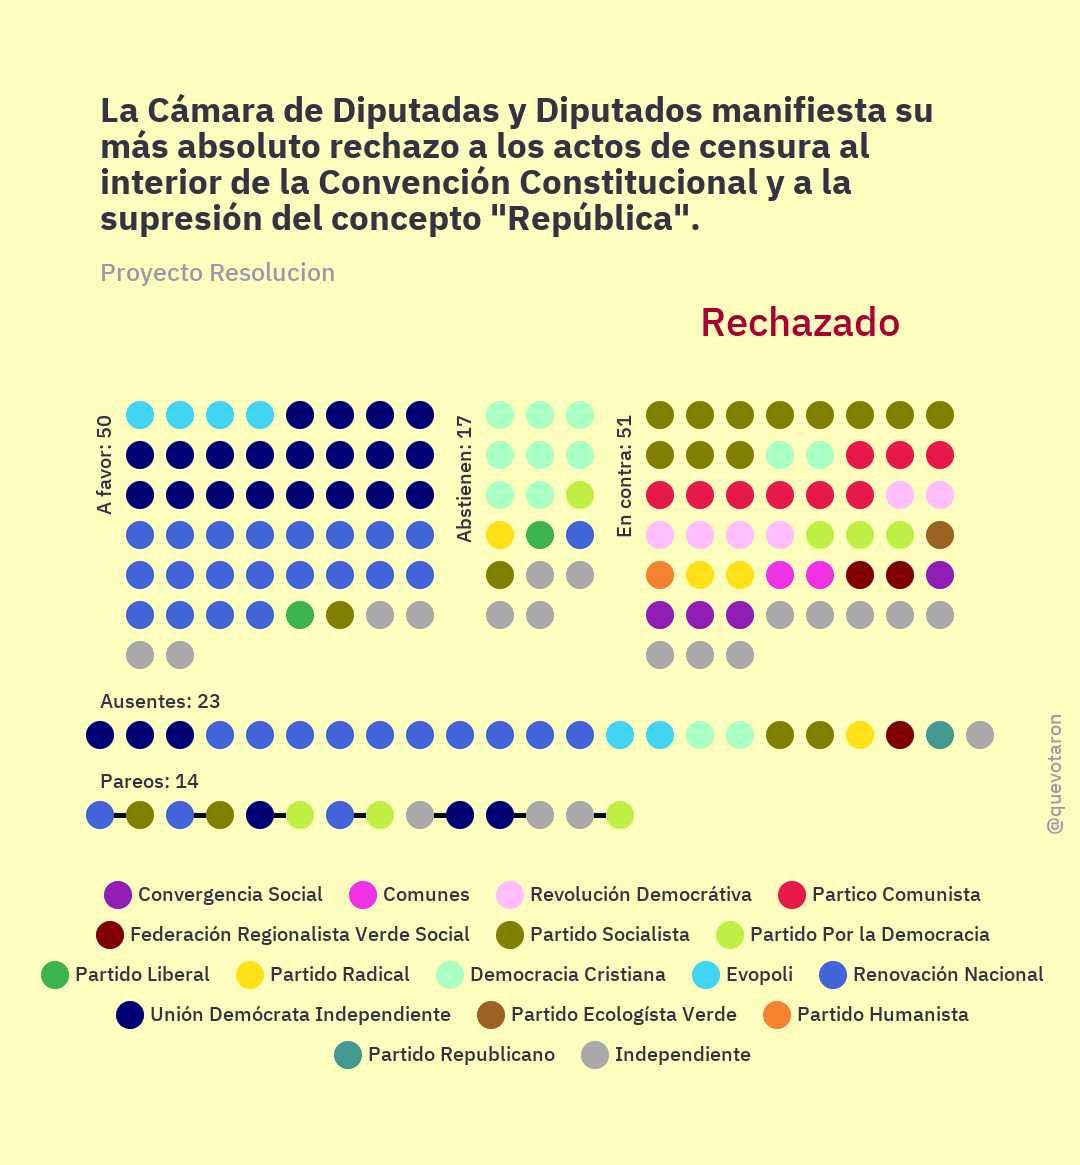 La Cámara de Diputadas y Diputados manifiesta su
más absoluto rechazo a los actos de censura al
interior de la Convención Constitucional y a la
supresión del concepto "República".
Proyecto Resolucion
Rechazado
A favor: 50
Abstienen: 17
En contra: 51
Ausentes: 23
Pareos: 14
@quevotaron
Convergencia Social Comunes Revolución Democrátiva Partico Comunista
Federación Regionalista Verde Social Partido Socialista Partido Por la Democracia
Partido Liberal Partido Radical Democracia Cristiana Evopoli Renovación Nacional
Unión Demócrata Independiente Partido Ecologísta Verde Partido Humanista
Partido Republicano Independiente